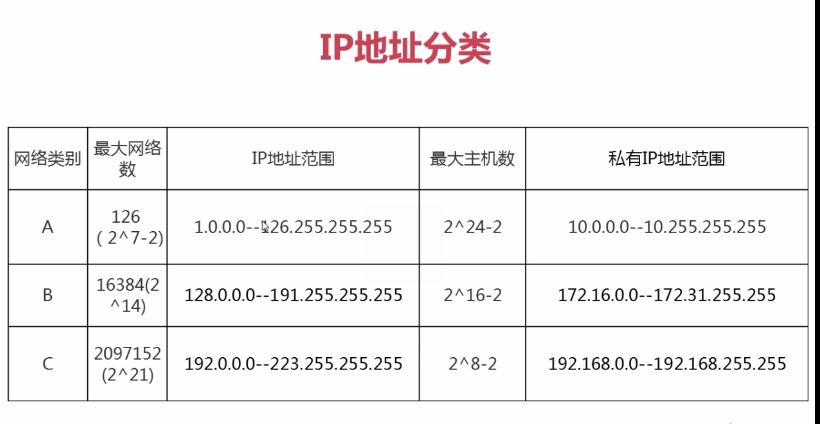 IP地址分类
网络类别 最大网络数 IP地址范围 最大主机数 私有IP地址范围
A 126 ( 2^7-2) 1.0.0.0-- 26.255.255.255 2^24-2 10.0.0.0--10.255.255.255
B 16384(2^14) 128.0.0.0--191.255.255.255 2^16-2 172.16.0.0--172.31.255.255
C 2097152 (2^21) 192.0.0.0--223.255.255.255 2^8-2 192.168.0.0--192.168.255.255